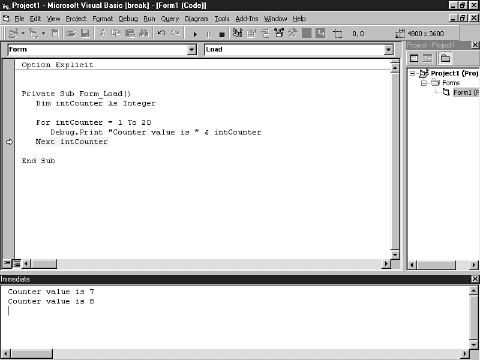 Project1 - Microsoft Visual Basic [break] - [Form1 (Code)]
File Edit View Project Format Debug Run Query Diagram Tools Add-Ins Window Help
0, 0 4800 x 3600
Form Load
Project - Project1
Project1 (Proj
Forms
Form1 (F
Option Explicit
Private Sub Form_Load()
Dim intCounter As Integer
For intCounter = 1 To 20
Debug.Print "Counter value is " & intCounter
Next intCounter
End Sub
Immediate
Counter value is 7
Counter value is 8